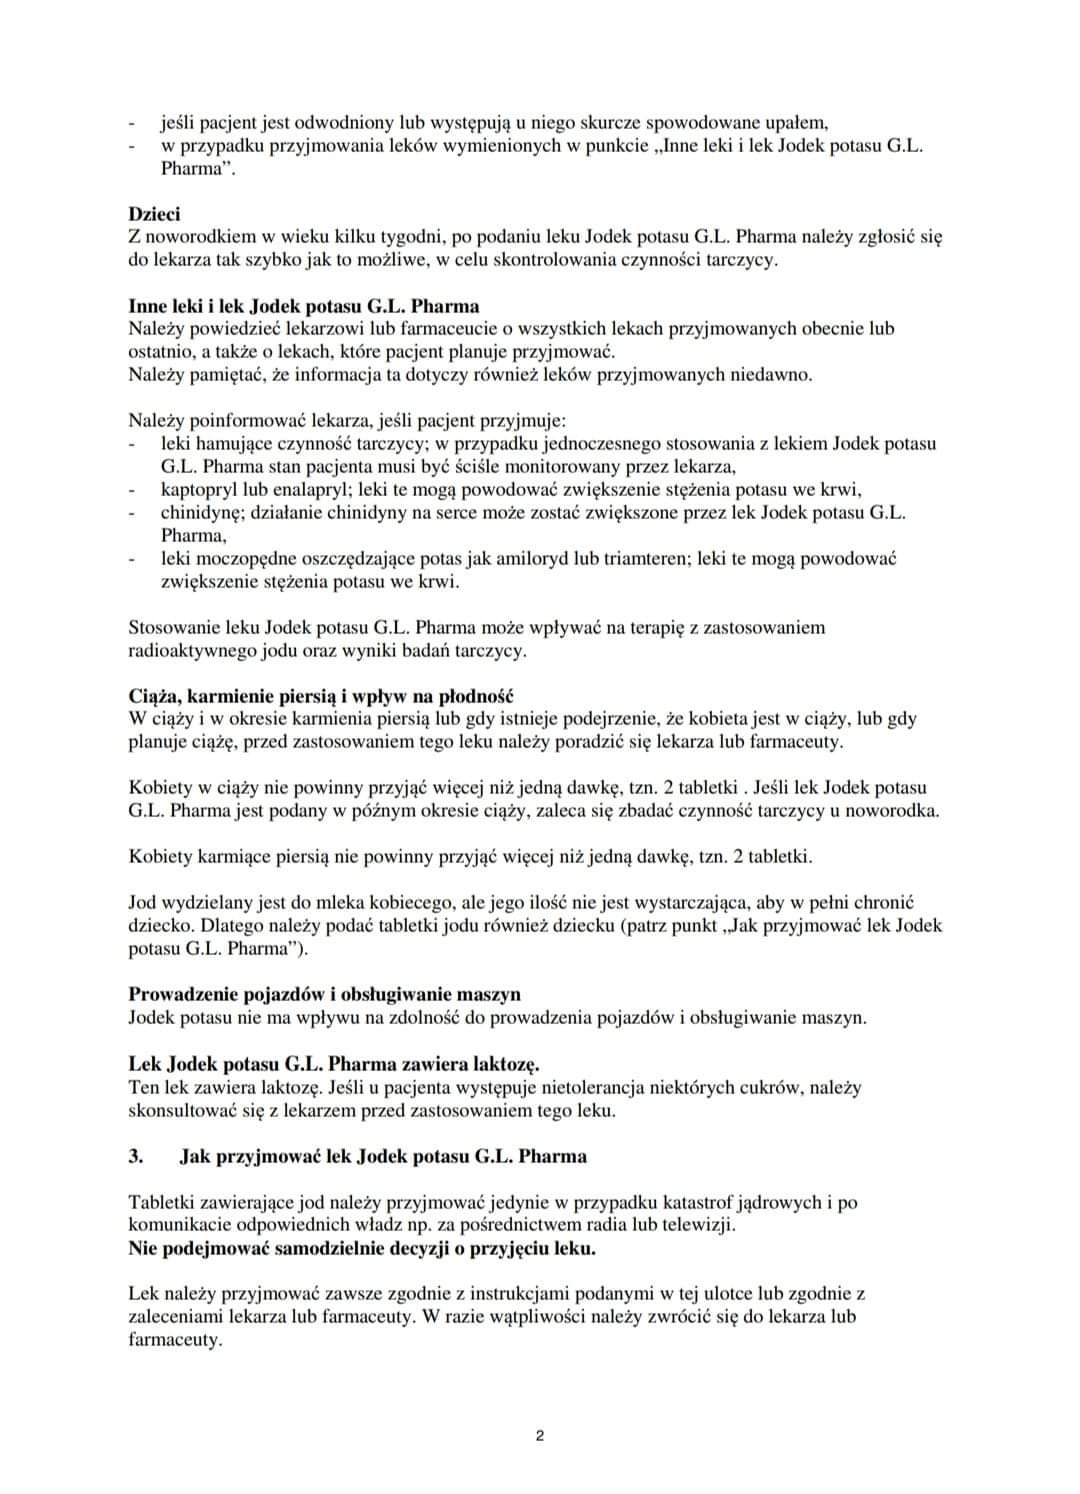 - jeśli pacjent jest odwodniony lub występują u niego skurcze spowodowane upałem,
- w przypadku przyjmowania leków wymienionych w punkcie „Inne leki i lek Jodek potasu G.L.
Pharma”.
Dzieci
Z noworodkiem w wieku kilku tygodni, po podaniu leku Jodek potasu G.L. Pharma należy zgłosić się
do lekarza tak szybko jak to możliwe, w celu skontrolowania czynności tarczycy.
Inne leki i lek Jodek potasu G.L. Pharma
Należy powiedzieć lekarzowi lub farmaceucie o wszystkich lekach przyjmowanych obecnie lub
ostatnio, a także o lekach, które pacjent planuje przyjmować.
Należy pamiętać, że informacja ta dotyczy również leków przyjmowanych niedawno.
Należy poinformować lekarza, jeśli pacjent przyjmuje:
- leki hamujące czynność tarczycy; w przypadku jednoczesnego stosowania z lekiem Jodek potasu
G.L. Pharma stan pacjenta musi być ściśle monitorowany przez lekarza,
- kaptopryl lub enalapryl; leki te mogą powodować zwiększenie stężenia potasu we krwi,
- chinidynę; działanie chinidyny na serce może zostać zwiększone przez lek Jodek potasu G.L.
Pharma,
- leki moczopędne oszczędzające potas jak amiloryd lub triamteren; leki te mogą powodować
zwiększenie stężenia potasu we krwi.
Stosowanie leku Jodek potasu G.L. Pharma może wpływać na terapię z zastosowaniem
radioaktywnego jodu oraz wyniki badań tarczycy.
Ciąża, karmienie piersią i wpływ na płodność
W ciąży i w okresie karmienia piersią lub gdy istnieje podejrzenie, że kobieta jest w ciąży, lub gdy
planuje ciążę, przed zastosowaniem tego leku należy poradzić się lekarza lub farmaceuty.
Kobiety w ciąży nie powinny przyjąć więcej niż jedną dawkę, tzn. 2 tabletki . Jeśli lek Jodek potasu
G.L. Pharma jest podany w późnym okresie ciąży, zaleca się zbadać czynność tarczycy u noworodka.
Kobiety karmiące piersią nie powinny przyjąć więcej niż jedną dawkę, tzn. 2 tabletki.
Jod wydzielany jest do mleka kobiecego, ale jego ilość nie jest wystarczająca, aby w pełni chronić
dziecko. Dlatego należy podać tabletki jodu również dziecku (patrz punkt „Jak przyjmować lek Jodek
potasu G.L. Pharma”).
Prowadzenie pojazdów i obsługiwanie maszyn
Jodek potasu nie ma wpływu na zdolność do prowadzenia pojazdów i obsługiwanie maszyn.
Lek Jodek potasu G.L. Pharma zawiera laktozę.
Ten lek zawiera laktozę. Jeśli u pacjenta występuje nietolerancja niektórych cukrów, należy
skonsultować się z lekarzem przed zastosowaniem tego leku.
3. Jak przyjmować lek Jodek potasu G.L. Pharma
Tabletki zawierające jod należy przyjmować jedynie w przypadku katastrof jądrowych i po
komunikacie odpowiednich władz np. za pośrednictwem radia lub telewizji.
Nie podejmować samodzielnie decyzji o przyjęciu leku.
Lek należy przyjmować zawsze zgodnie z instrukcjami podanymi w tej ulotce lub zgodnie z
zaleceniami lekarza lub farmaceuty. W razie wątpliwości należy zwrócić się do lekarza lub
farmaceuty.
2